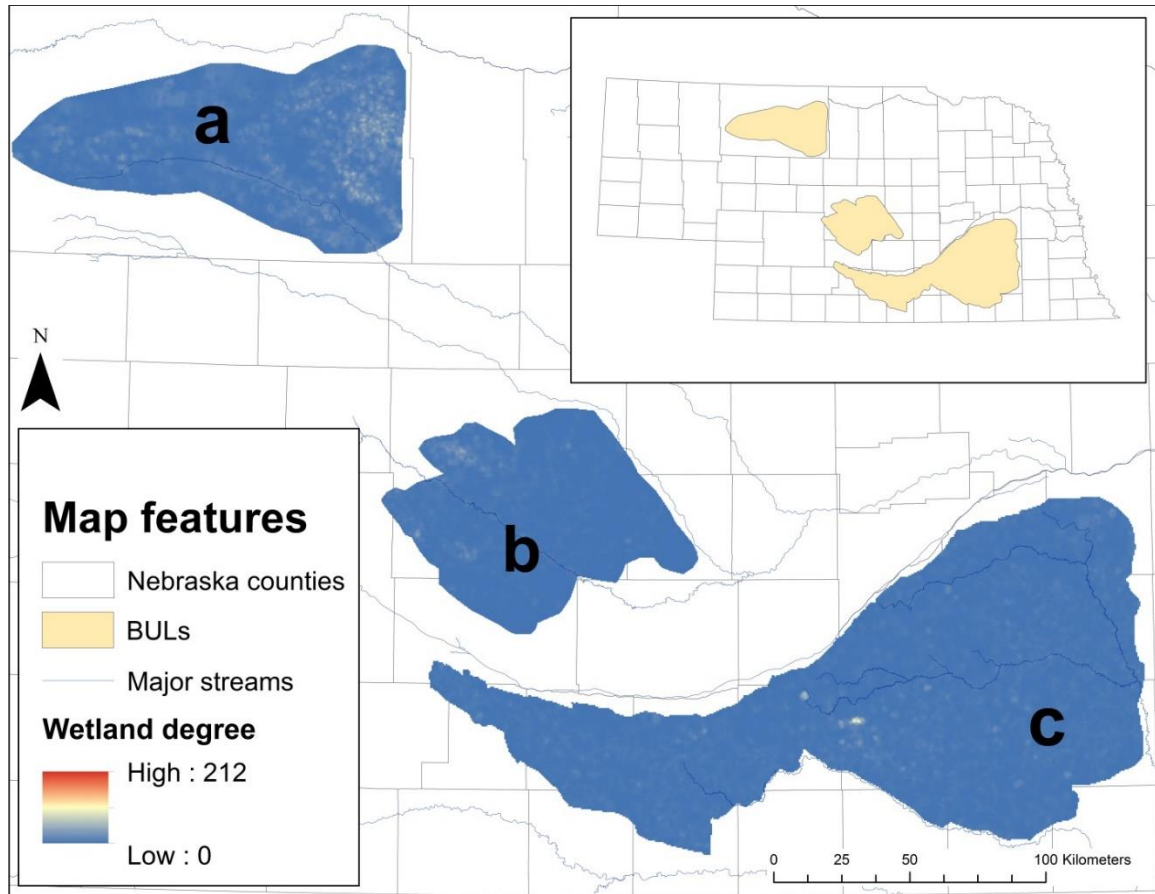 a
N
b
c
Map features
Nebraska counties
BULs
Major streams
Wetland degree
High : 212
Low : 0
0 25 50 100 Kilometers